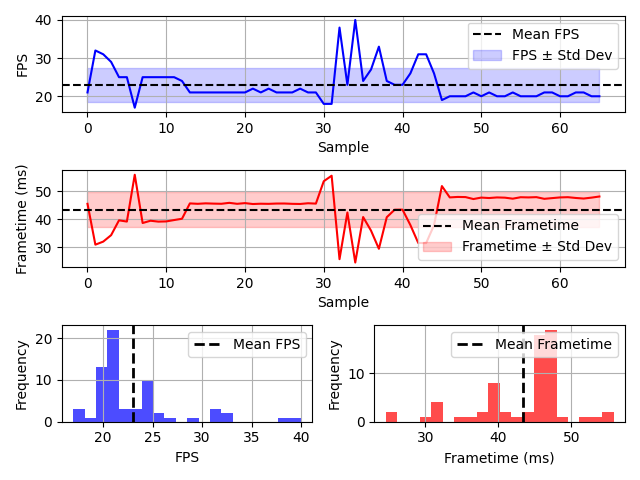 40
30
20
FPS
Mean FPS
FPS ± Std Dev
0 10 20 30 40 50 60
Sample
50
40
30
Frametime (ms)
Mean Frametime
Frametime ± Std Dev
0 10 20 30 40 50 60
Sample
20
10
0
Frequency
Mean FPS
20 25 30 35 40
FPS
10
0
Frequency
Mean Frametime
30 40 50
Frametime (ms)